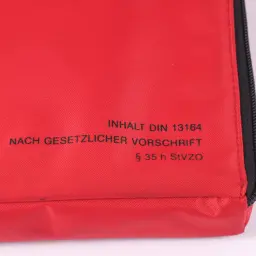 INHALT DIN 13164
NACH GESETZLICHER VORSCHRIFT
§ 35 h StVZO